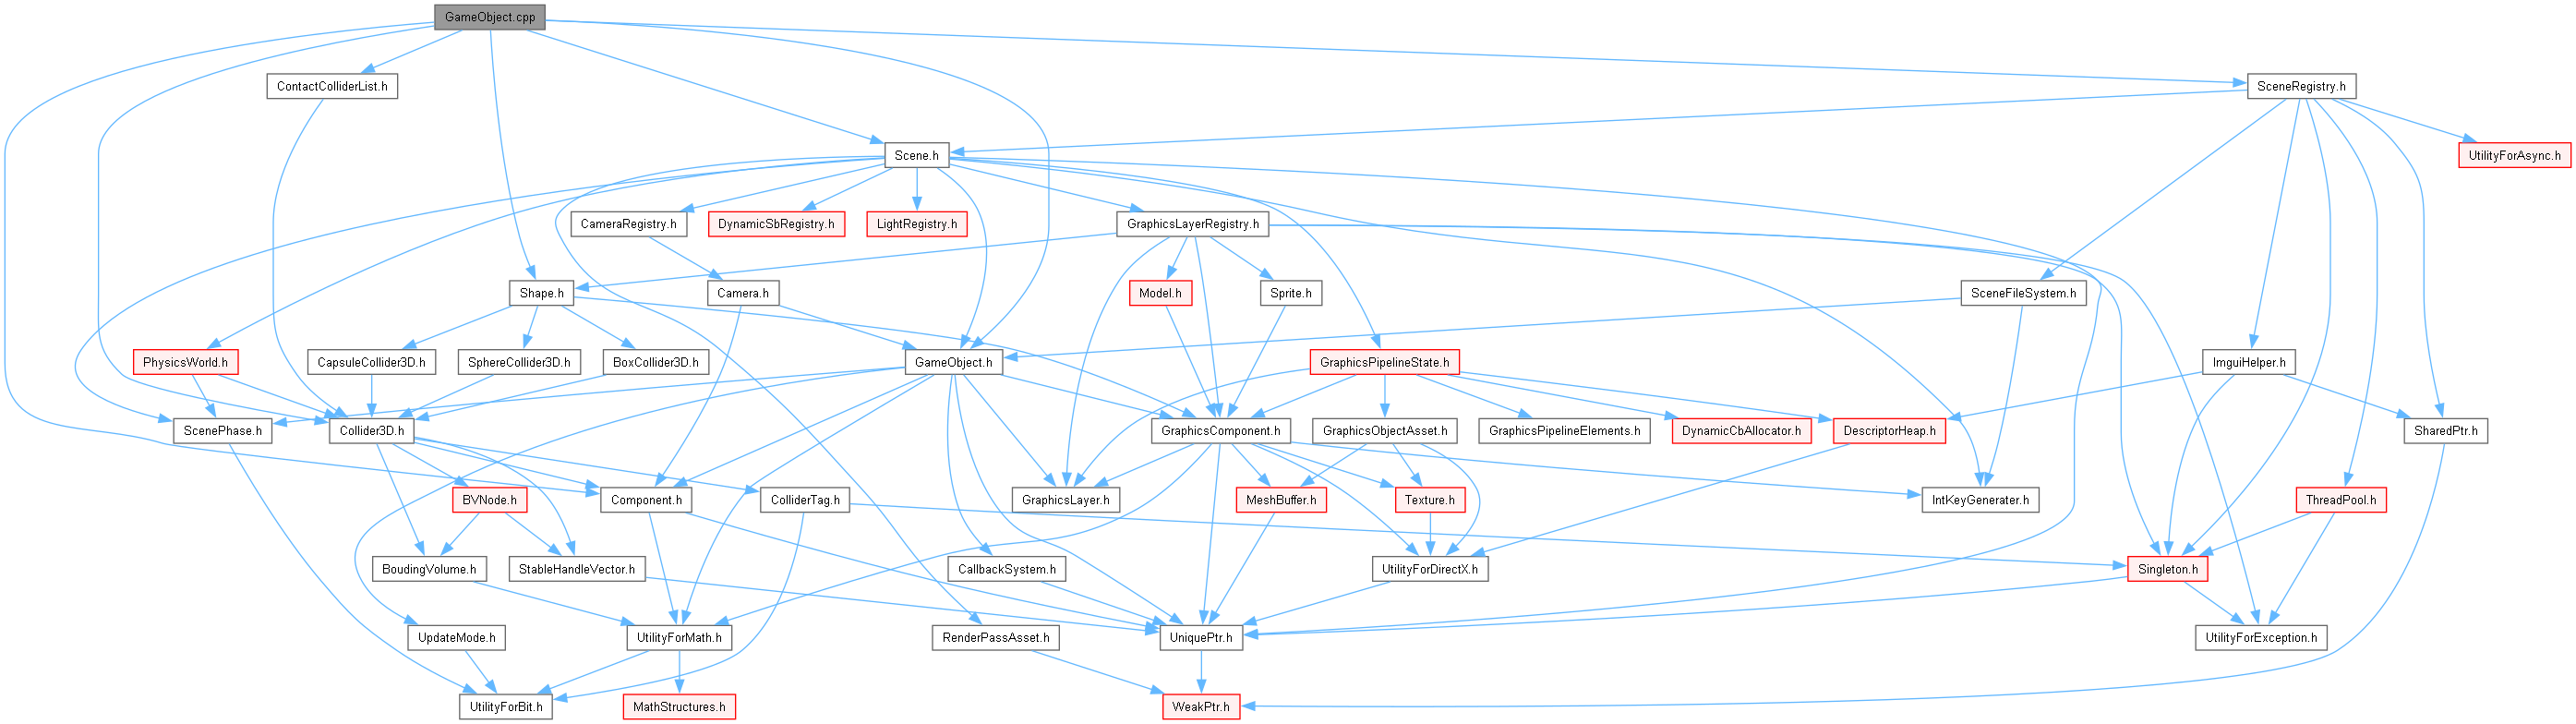 GameObject.cpp
ContactColliderList.h
SceneRegistry.h
Scene.h
UtilityForAsync.h
CameraRegistry.h
DynamicSbRegistry.h
LightRegistry.h
GraphicsLayerRegistry.h
Shape.h
Camera.h
Model.h
Sprite.h
SceneFileSystem.h
PhysicsWorld.h
CapsuleCollider3D.h
SphereCollider3D.h
BoxCollider3D.h
GameObject.h
GraphicsPipelineState.h
ImguiHelper.h
ScenePhase.h
Collider3D.h
GraphicsComponent.h
GraphicsObjectAsset.h
GraphicsPipelineElements.h
DynamicCbAllocator.h
DescriptorHeap.h
SharedPtr.h
BVNode.h
Component.h
ColliderTag.h
GraphicsLayer.h
MeshBuffer.h
Texture.h
IntKeyGenerater.h
ThreadPool.h
BoudingVolume.h
StableHandleVector.h
CallbackSystem.h
UtilityForDirectX.h
Singleton.h
UpdateMode.h
UtilityForMath.h
RenderPassAsset.h
UniquePtr.h
UtilityForException.h
UtilityForBit.h
MathStructures.h
WeakPtr.h